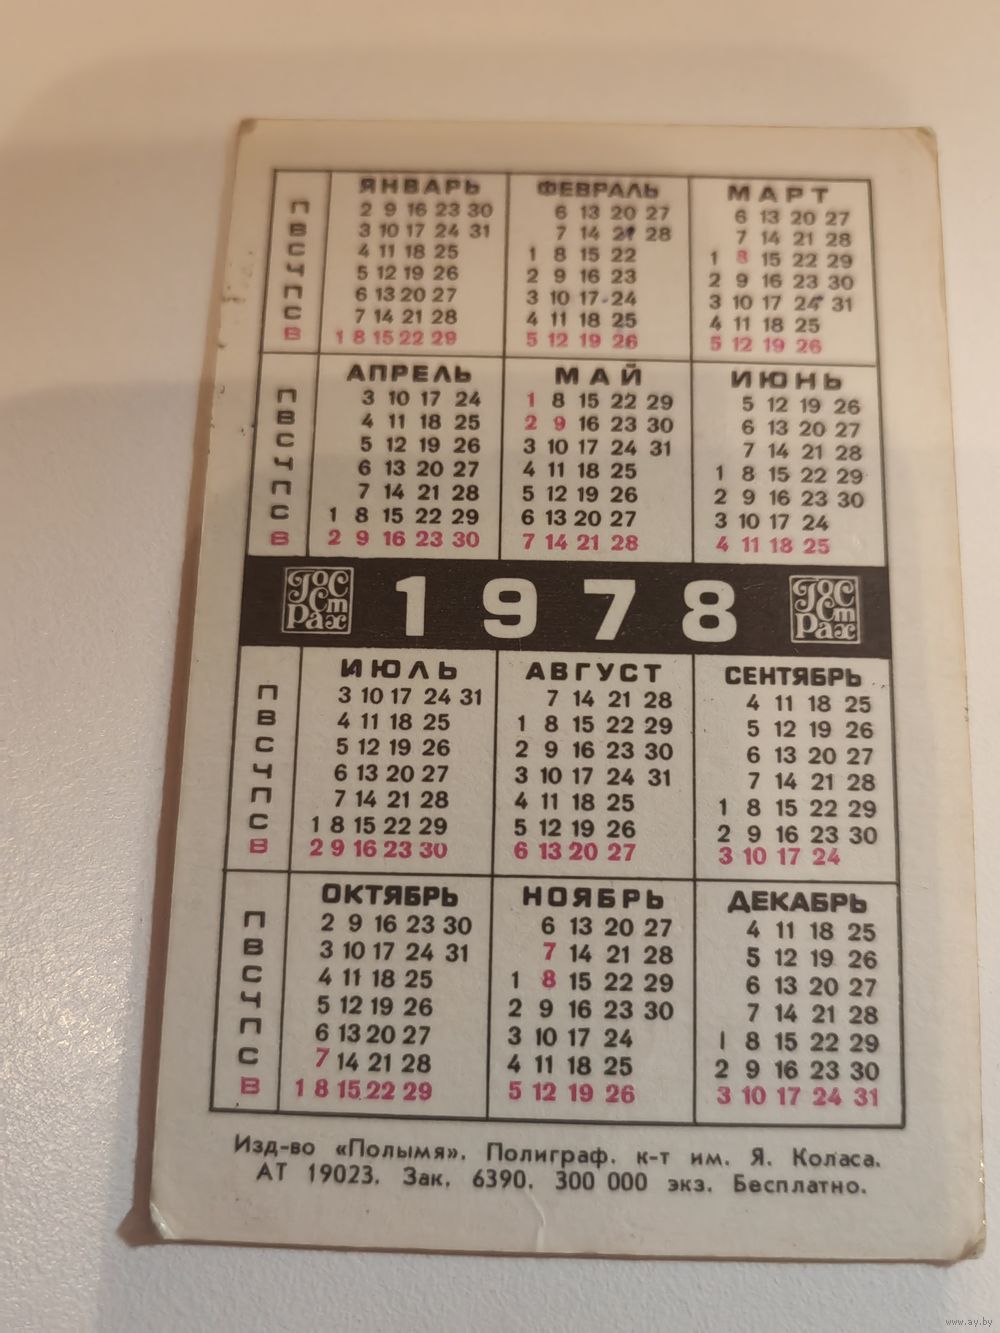 ЯНВАРЬ ФЕВРАЛЬ МАРТ
П 2 9 16 23 30 6 13 20 27 6 13 20 27
В 3 10 17 24 31 7 14 21 28 7 14 21 28
С 4 11 18 25 1 8 15 22 1 8 15 22 29
Ч 5 12 19 26 2 9 16 23 2 9 16 23 30
П 6 13 20 27 3 10 17 24 3 10 17 24 31
С 7 14 21 28 4 11 18 25 4 11 18 25
В 1 8 15 22 29 5 12 19 26 5 12 19 26
АПРЕЛЬ МАЙ ИЮНЬ
П 3 10 17 24 1 8 15 22 29 5 12 19 26
В 4 11 18 25 2 9 16 23 30 6 13 20 27
С 5 12 19 26 3 10 17 24 31 7 14 21 28
Ч 6 13 20 27 4 11 18 25 1 8 15 22 29
П 7 14 21 28 5 12 19 26 2 9 16 23 30
С 1 8 15 22 29 6 13 20 27 3 10 17 24
В 2 9 16 23 30 7 14 21 28 4 11 18 25
ГОССТРАХ 1978 ГОССТРАХ
ИЮЛЬ АВГУСТ СЕНТЯБРЬ
П 3 10 17 24 31 7 14 21 28 4 11 18 25
В 4 11 18 25 1 8 15 22 29 5 12 19 26
С 5 12 19 26 2 9 16 23 30 6 13 20 27
Ч 6 13 20 27 3 10 17 24 31 7 14 21 28
П 7 14 21 28 4 11 18 25 1 8 15 22 29
С 1 8 15 22 29 5 12 19 26 2 9 16 23 30
В 2 9 16 23 30 6 13 20 27 3 10 17 24
ОКТЯБРЬ НОЯБРЬ ДЕКАБРЬ
П 2 9 16 23 30 6 13 20 27 4 11 18 25
В 3 10 17 24 31 7 14 21 28 5 12 19 26
С 4 11 18 25 1 8 15 22 29 6 13 20 27
Ч 5 12 19 26 2 9 16 23 30 7 14 21 28
П 6 13 20 27 3 10 17 24 1 8 15 22 29
С 7 14 21 28 4 11 18 25 2 9 16 23 30
В 1 8 15 22 29 5 12 19 26 3 10 17 24 31
Изд-во «Полымя». Полиграф. к-т им. Я. Коласа.
АТ 19023. Зак. 6390. 300 000 экз. Бесплатно.
www.ay.by